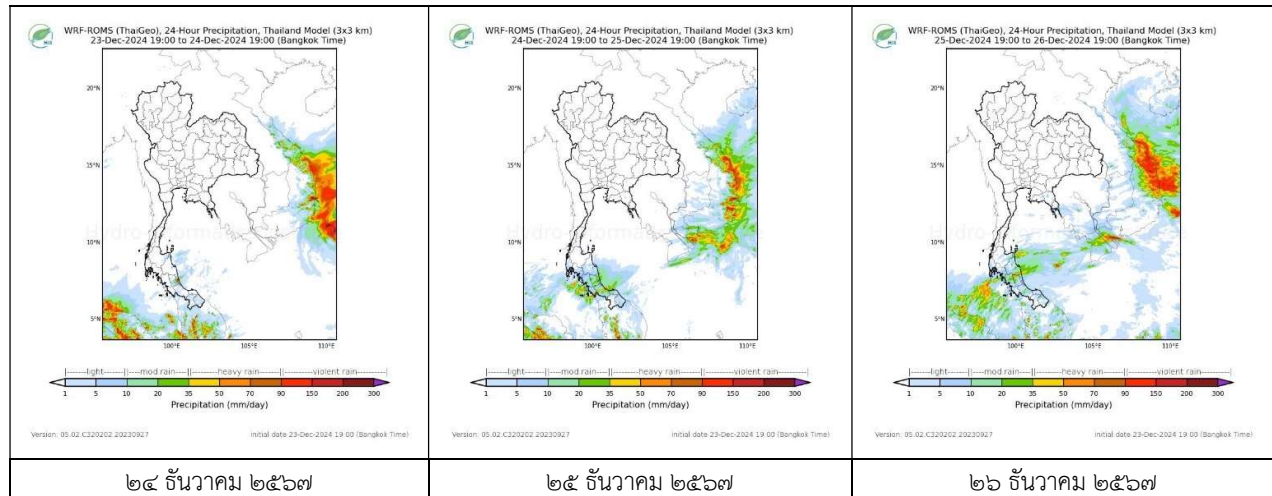 WRF-ROMS (ThaiGeo), 24-Hour Precipitation, Thailand Model (3x3 km)
23-Dec-2024 19:00 to 24-Dec-2024 19:00 (Bangkok Time)
20°N
15°N
10°N
5°N
100°E
105°E
110°E
light mod rain heavy rain violent rain
1 5 10 20 35 50 70 90 150 200 300
Precipitation (mm/day)
Version: 05.02.C320202.20230927 initial date 23-Dec-2024 19:00 (Bangkok Time)
๒๔ ธันวาคม ๒๕๖๗
WRF-ROMS (ThaiGeo), 24-Hour Precipitation, Thailand Model (3x3 km)
24-Dec-2024 19:00 to 25-Dec-2024 19:00 (Bangkok Time)
20°N
15°N
10°N
5°N
100°E
105°E
110°E
light mod rain heavy rain violent rain
1 5 10 20 35 50 70 90 150 200 300
Precipitation (mm/day)
Version: 05.02.C320202.20230927 initial date 23-Dec-2024 19:00 (Bangkok Time)
๒๕ ธันวาคม ๒๕๖๗
WRF-ROMS (ThaiGeo), 24-Hour Precipitation, Thailand Model (3x3 km)
25-Dec-2024 19:00 to 26-Dec-2024 19:00 (Bangkok Time)
20°N
15°N
10°N
5°N
100°E
105°E
110°E
light mod rain heavy rain violent rain
1 5 10 20 35 50 70 90 150 200 300
Precipitation (mm/day)
Version: 05.02.C320202.20230927 initial date 23-Dec-2024 19:00 (Bangkok Time)
๒๖ ธันวาคม ๒๕๖๗